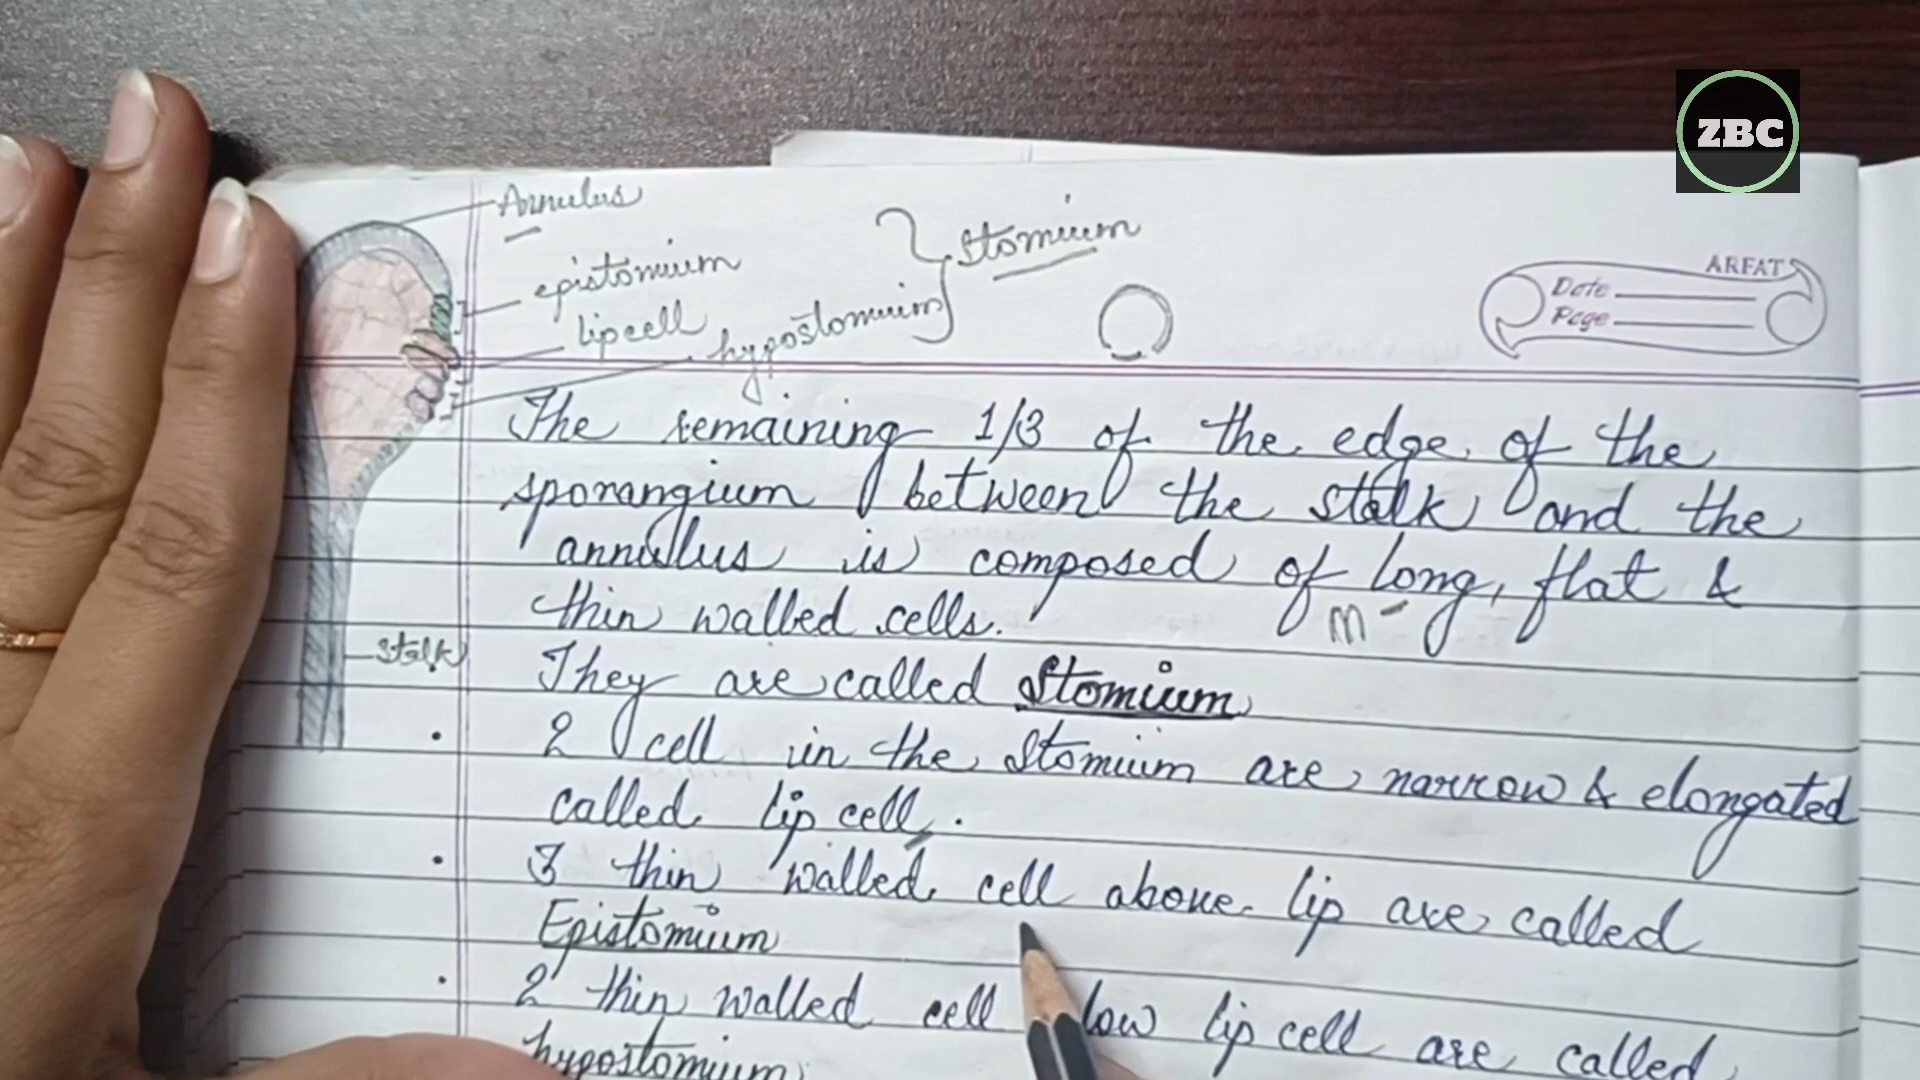 ZBC
Annulus
epistomium
lip cell
hypostomium
Stomium
ARFAT
Date
Page
The remaining 1/3 of the edge of the
sporangium between the stalk and the
annulus is composed of long, flat &
thin walled cells.
m
They are called Stomium
Stalk
• 2 cell in the Stomium are narrow & elongated
called lip cell.
• 3 thin walled cell above lip are called
Epistomium
• 2 thin walled cell low lip cell are called
hypostomium